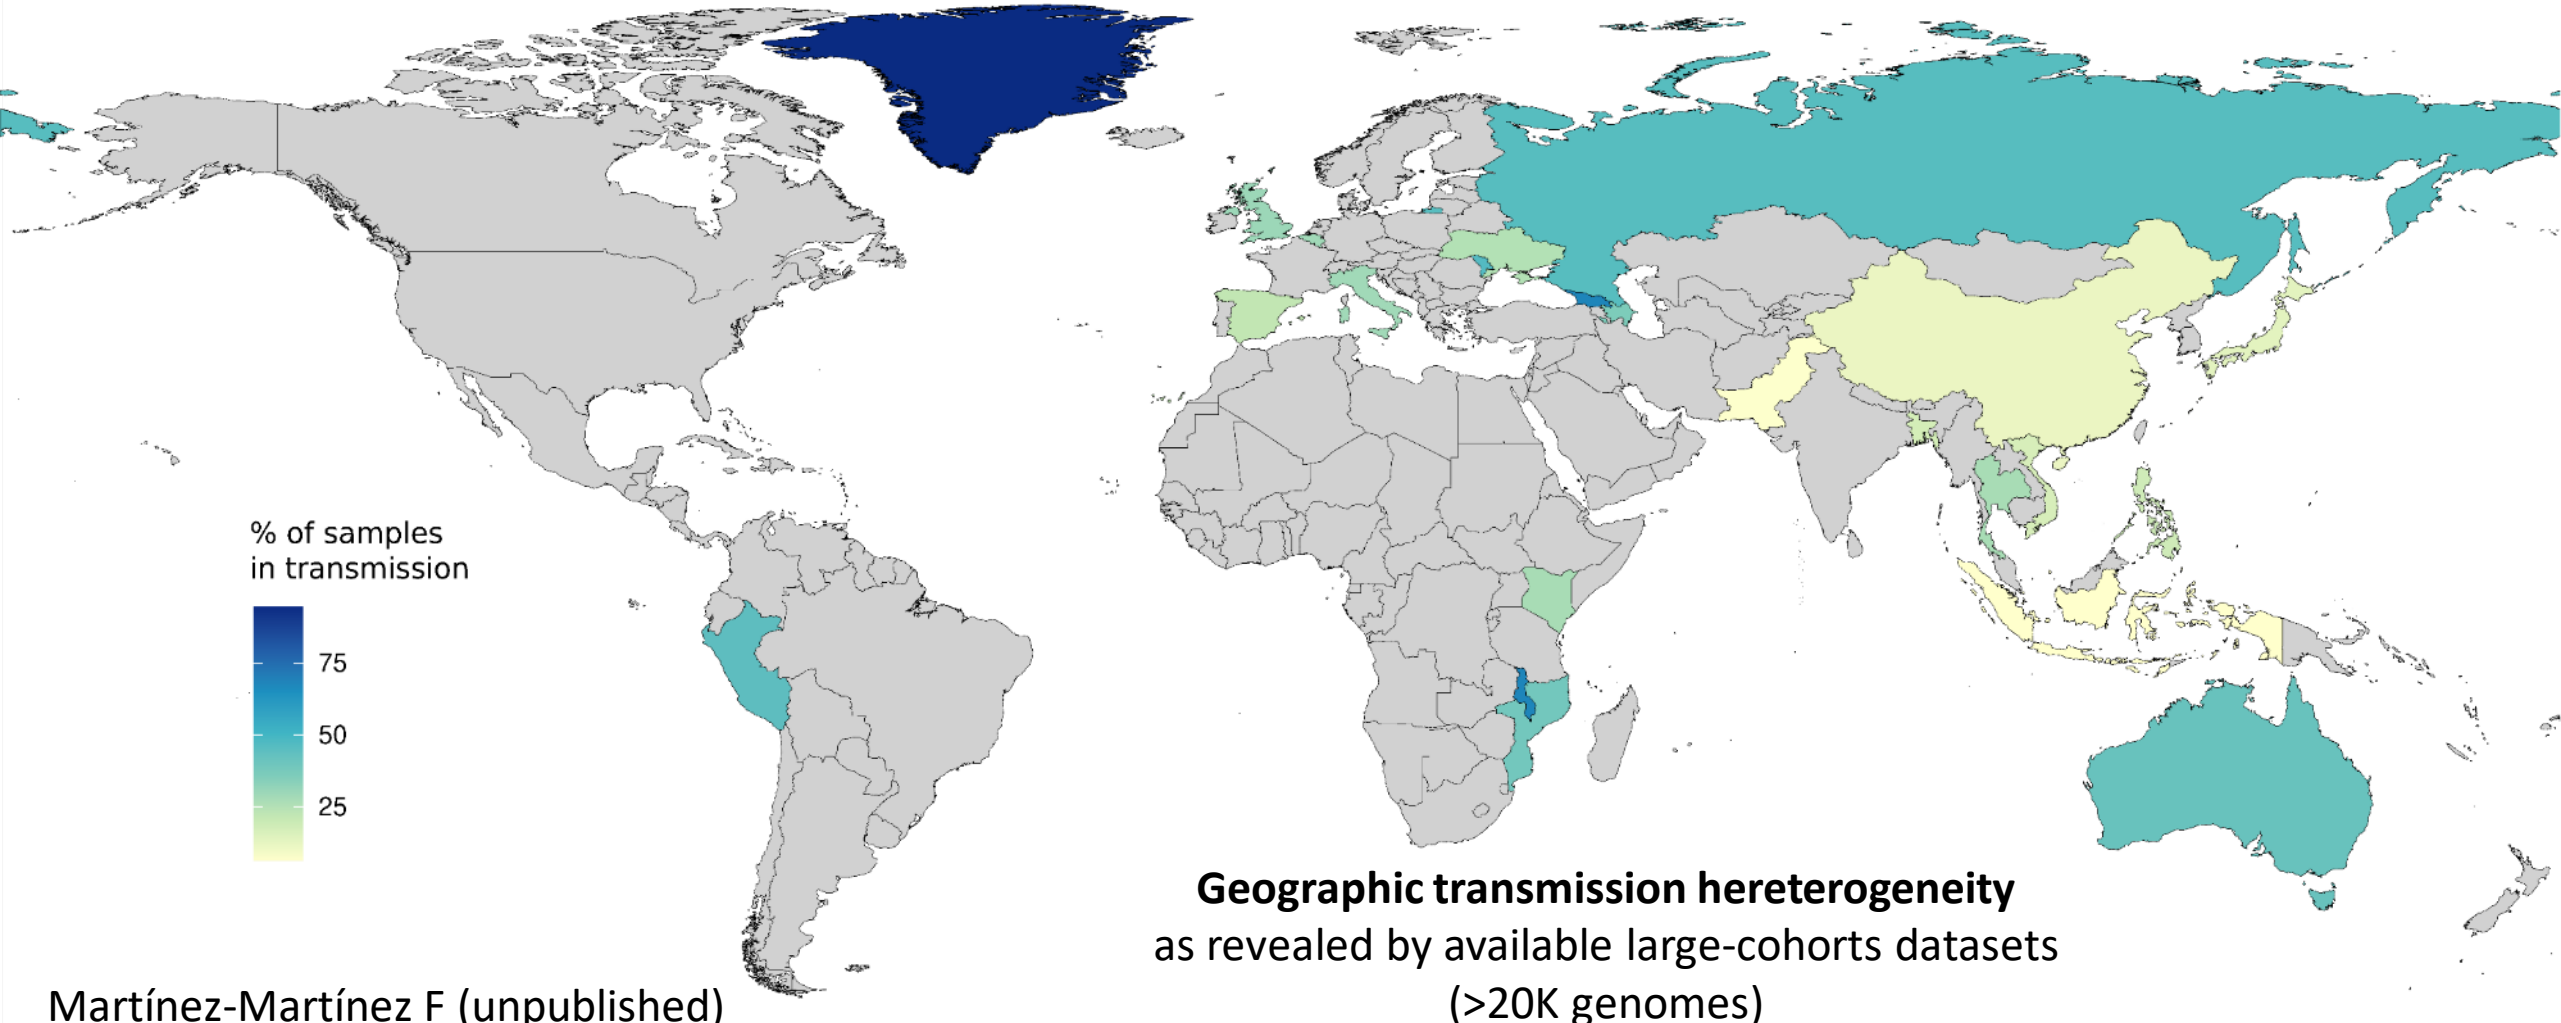 % of samples
in transmission
75
50
25
Geographic transmission hereterogeneity
as revealed by available large-cohorts datasets
(>20K genomes)
Martínez-Martínez F (unpublished)